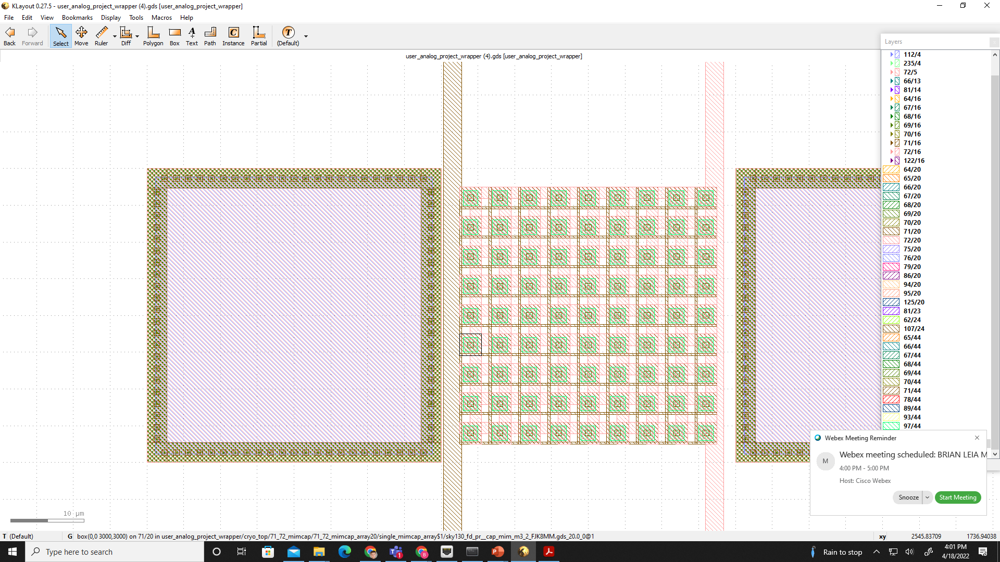 KLayout 0.27.5 - user_analog_project_wrapper (4).gds [user_analog_project_wrapper]
File Edit View Bookmarks Display Tools Macros Help
Back Forward Select Move Ruler Diff Polygon Box Text Path Instance Partial (Default)
user_analog_project_wrapper (4).gds [user_analog_project_wrapper]
Layers
112/4
235/4
72/5
66/13
81/14
64/16
67/16
68/16
69/16
70/16
71/16
72/16
122/16
64/20
65/20
66/20
67/20
68/20
69/20
70/20
71/20
72/20
75/20
76/20
79/20
86/20
94/20
95/20
125/20
81/23
62/24
107/24
65/44
66/44
67/44
68/44
69/44
70/44
71/44
78/44
89/44
93/44
97/44
Webex Meeting Reminder
M
Webex meeting scheduled: BRIAN LEIA M
4:00 PM - 5:00 PM
Host: Cisco Webex
Snooze
Start Meeting
10 µm
T (Default) G box(0,0 3000,3000) on 71/20 in user_analog_project_wrapper/cryo_top/71_72_mimcap/71_72_mimcap_array20/single_mimcap_array$1/sky130_fd_pr__cap_mim_m3_2_FJK8MM.gds_20.0_0@1 xy 2545.83709 1736.94038
Type here to search
Rain to stop
4:01 PM
4/18/2022